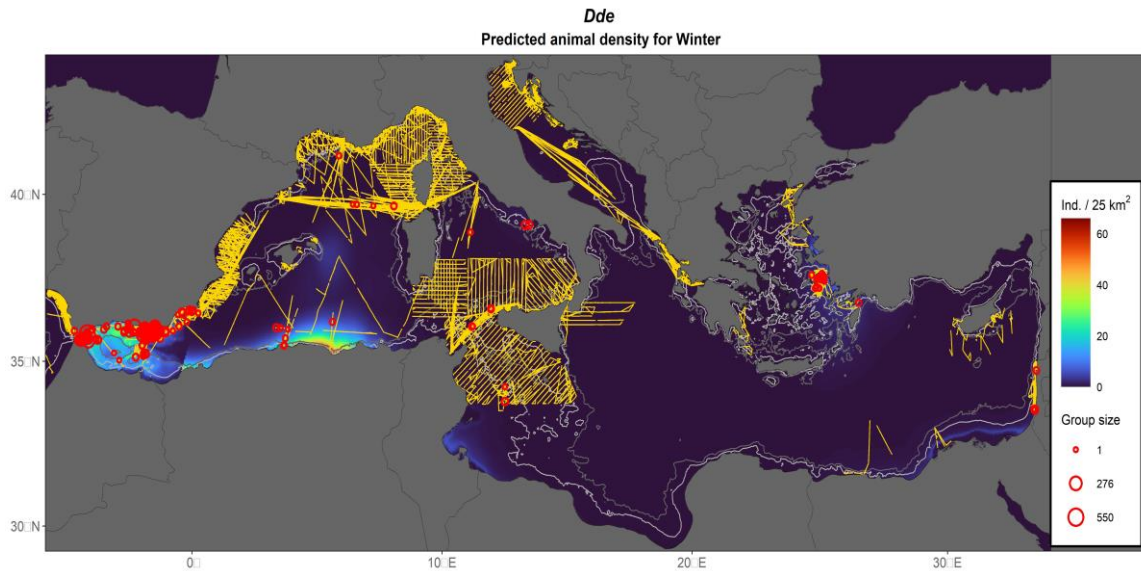 Dde
Predicted animal density for Winter
40□N
35□N
30□N
0□
10□E
20□E
30□E
Ind. / 25 km²
60
40
20
0
Group size
1
276
550